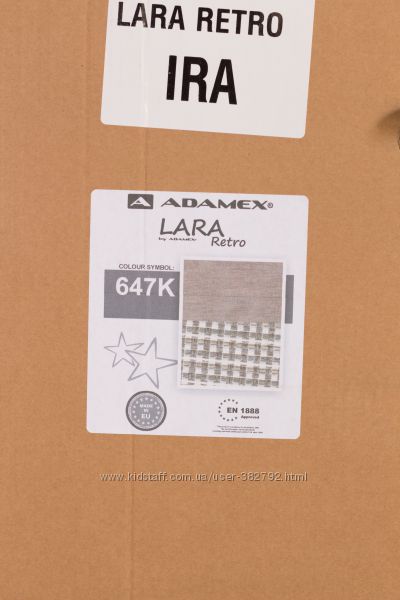 LARA RETRO
IRA
ADAMEX®
LARA
by ADAMEX
Retro
COLOUR SYMBOL:
647K
MADE
IN
EU
EN 1888
Approved
www.kidstaff.com.ua/user-382792.html